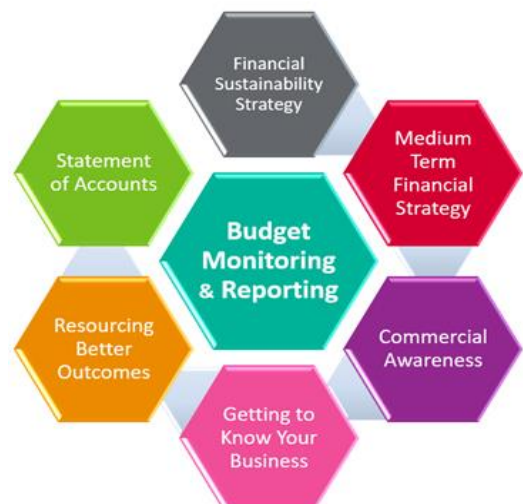 Financial
Sustainability
Strategy
Medium
Term
Financial
Strategy
Commercial
Awareness
Getting to
Know Your
Business
Resourcing
Better
Outcomes
Statement
of Accounts
Budget
Monitoring
& Reporting